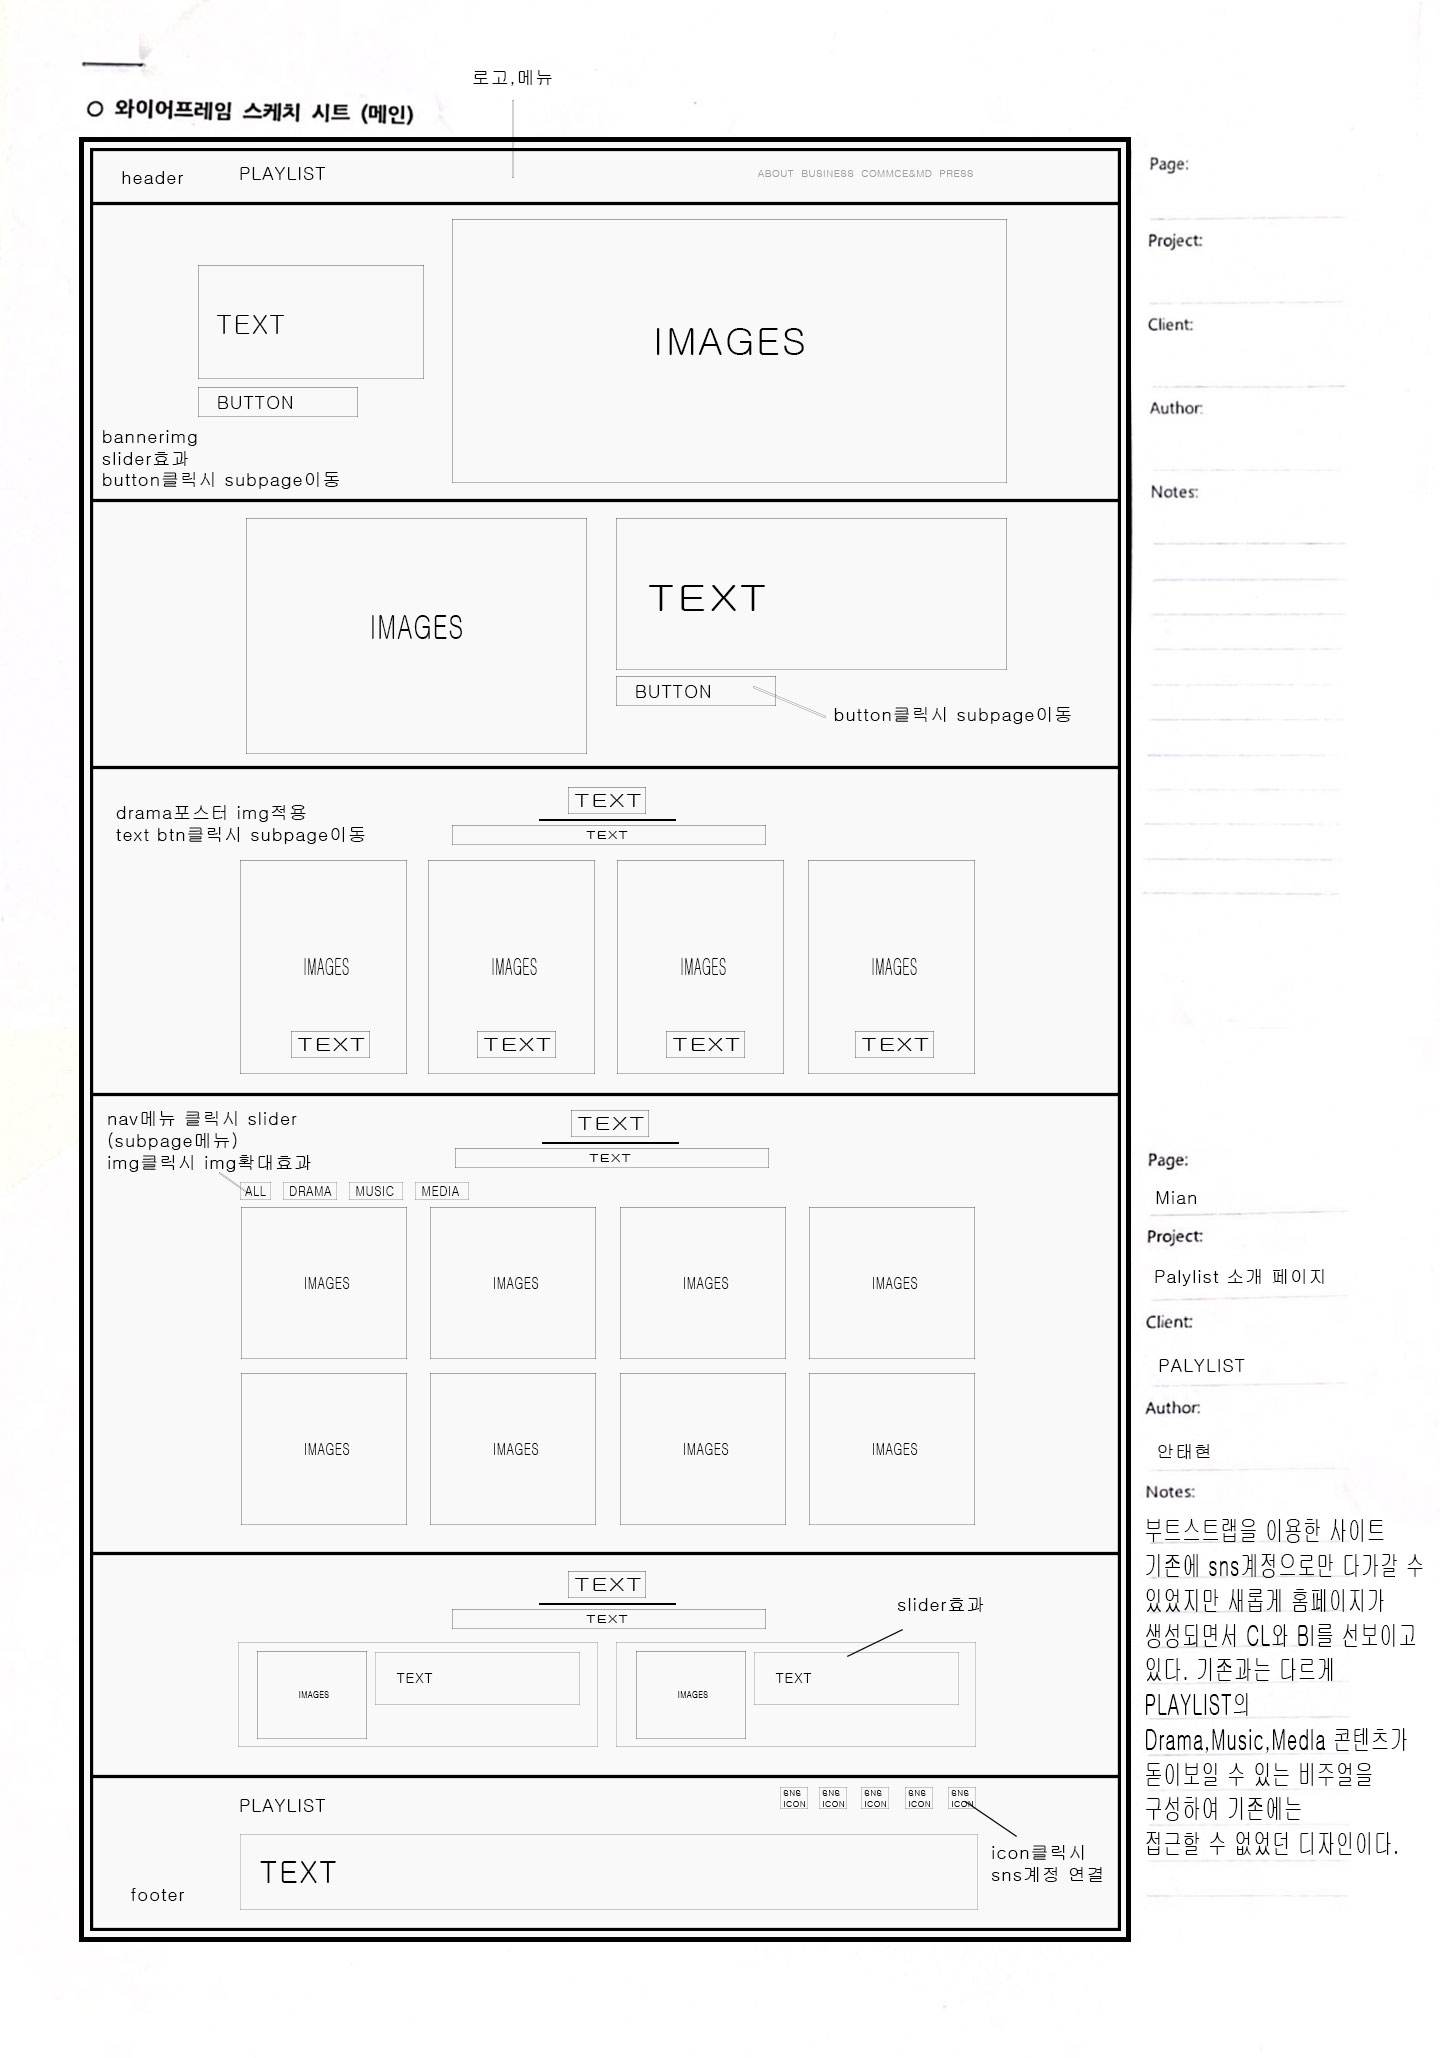 로고,메뉴
○ 와이어프레임 스케치 시트 (메인)
header
PLAYLIST
ABOUT BUSINESS COMMCE&MD PRESS
TEXT
BUTTON
IMAGES
bannerimg
slider효과
button클릭시 subpage이동
IMAGES
TEXT
BUTTON
button클릭시 subpage이동
drama포스터 img적용
text btn클릭시 subpage이동
TEXT
TEXT
IMAGES IMAGES IMAGES IMAGES
TEXT TEXT TEXT TEXT
nav메뉴 클릭시 slider
(subpage메뉴)
img클릭시 img확대효과
TEXT
TEXT
ALL DRAMA MUSIC MEDIA
IMAGES IMAGES IMAGES IMAGES
IMAGES IMAGES IMAGES IMAGES
TEXT
TEXT
slider효과
IMAGES TEXT IMAGES TEXT
PLAYLIST
SNS SNS SNS SNS SNS
ICON ICON ICON ICON ICON
icon클릭시
sns계정 연결
TEXT
footer
Page:
Project:
Client:
Author:
Notes:
Page:
Mian
Project:
Palylist 소개 페이지
Client:
PALYLIST
Author:
안태현
Notes:
부트스트랩을 이용한 사이트
기존에 sns계정으로만 다가갈 수
있었지만 새롭게 홈페이지가
생성되면서 CL와 BI를 선보이고
있다. 기존과는 다르게
PLAYLIST의
Drama,Music,MedIa 콘텐츠가
돋이보일 수 있는 비주얼을
구성하여 기존에는
접근할 수 없었던 디자인이다.